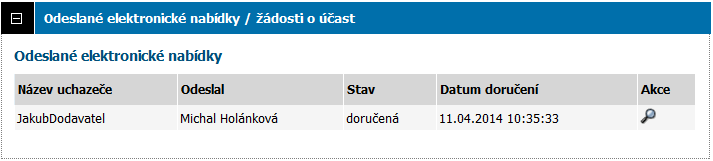 Odeslané elektronické nabídky / žádosti o účast
Odeslané elektronické nabídky
Název uchazeče Odeslal Stav Datum doručení Akce
JakubDodavatel Michal Holánková doručená 11.04.2014 10:35:33